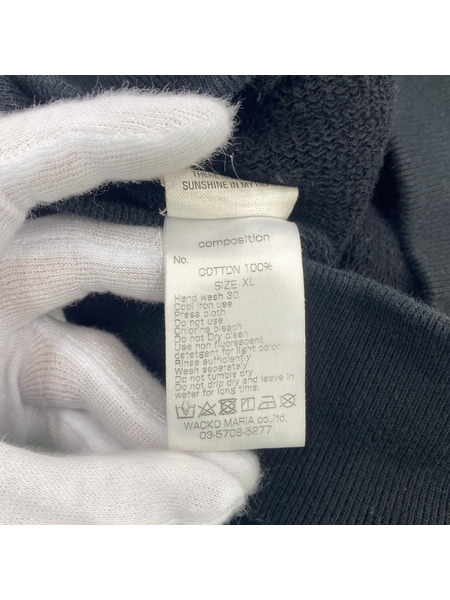 SUNSHINE IN MY
composition
No.
COTTON 100%
SIZE XL
Hand wash 30.
Cool iron use
Press cloth
Do not use
Chlorine bleach
Do not Dry clean
Use non fluorescent
detergent for light color.
Rinse sufficiently
Wash separately
Do not tumble dry
Do not drip dry and leave in
water for long time.
WACKO MARIA co.,ltd.
03-5708-5277